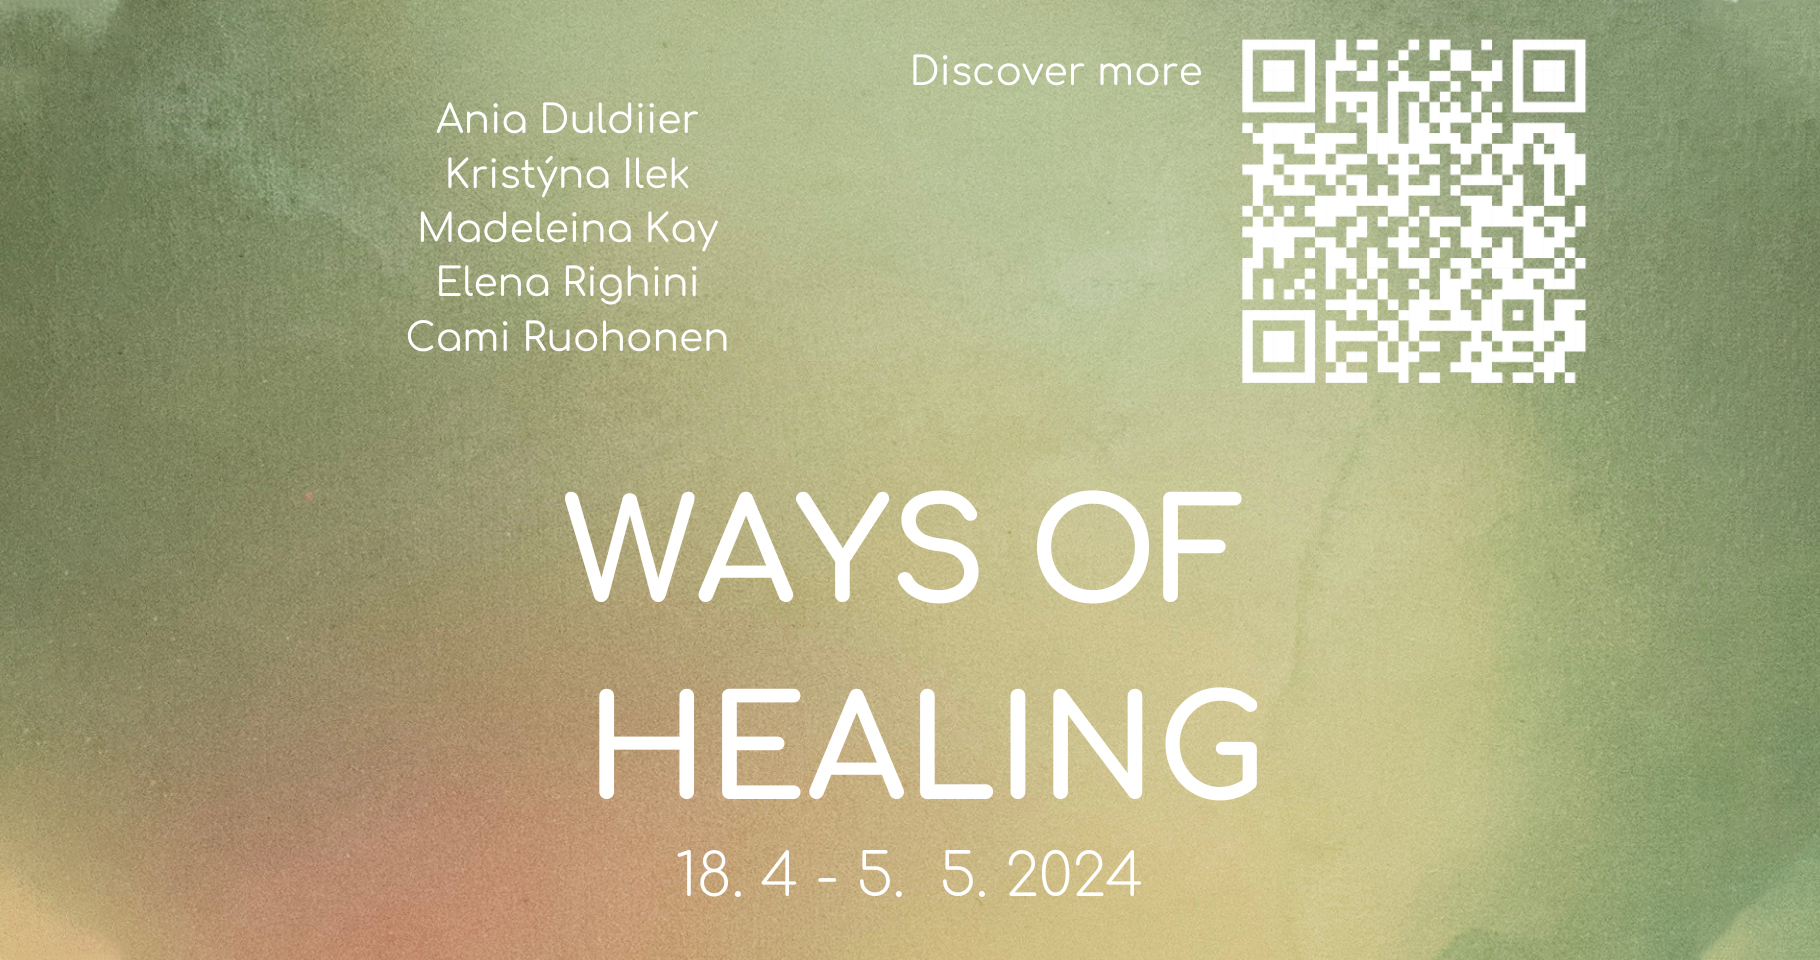 Discover more
Ania Duldiier
Kristýna Ilek
Madeleina Kay
Elena Righini
Cami Ruohonen
WAYS OF
HEALING
18. 4 - 5. 5. 2024